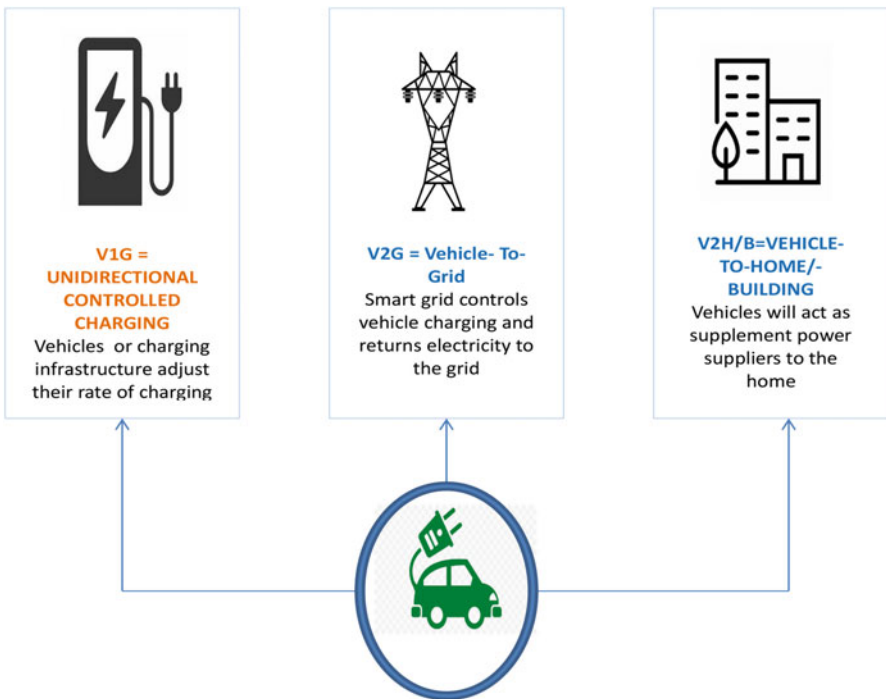 V1G =
UNIDIRECTIONAL
CONTROLLED
CHARGING
Vehicles or charging
infrastructure adjust
their rate of charging
V2G = Vehicle- To-
Grid
Smart grid controls
vehicle charging and
returns electricity to
the grid
V2H/B=VEHICLE-
TO-HOME/-
BUILDING
Vehicles will act as
supplement power
suppliers to the
home